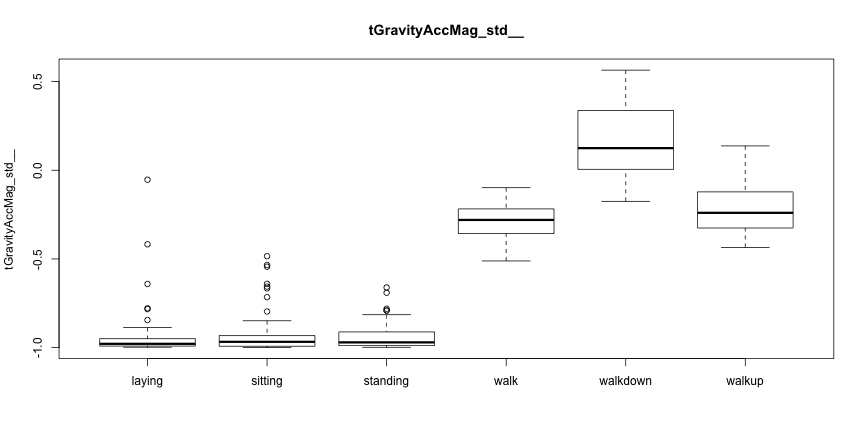 tGravityAccMag_std__
tGravityAccMag_std__
0.5
0.0
-0.5
-1.0
laying sitting standing walk walkdown walkup